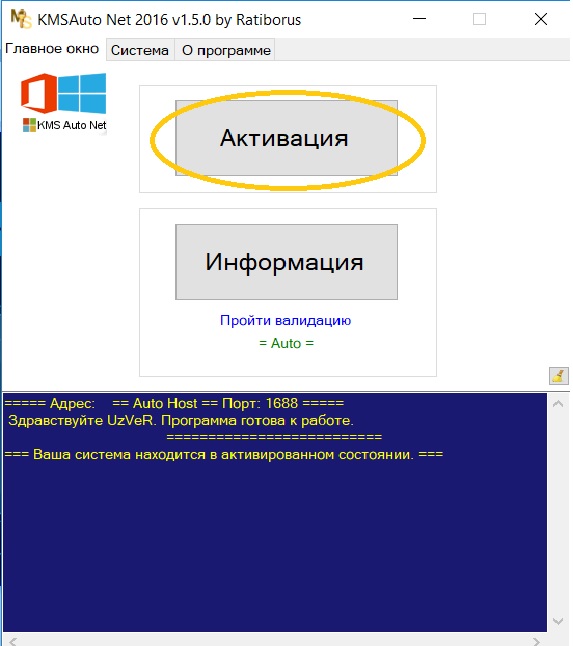 KMSAuto Net 2016 v1.5.0 by Ratiborus
Главное окно Система О программе
KMS Auto Net
Активация
Информация
Пройти валидацию
= Auto =
===== Адрес: == Auto Host == Порт: 1688 =====
Здравствуйте UzVeR. Программа готова к работе.
==========================
=== Ваша система находится в активированном состоянии. ===